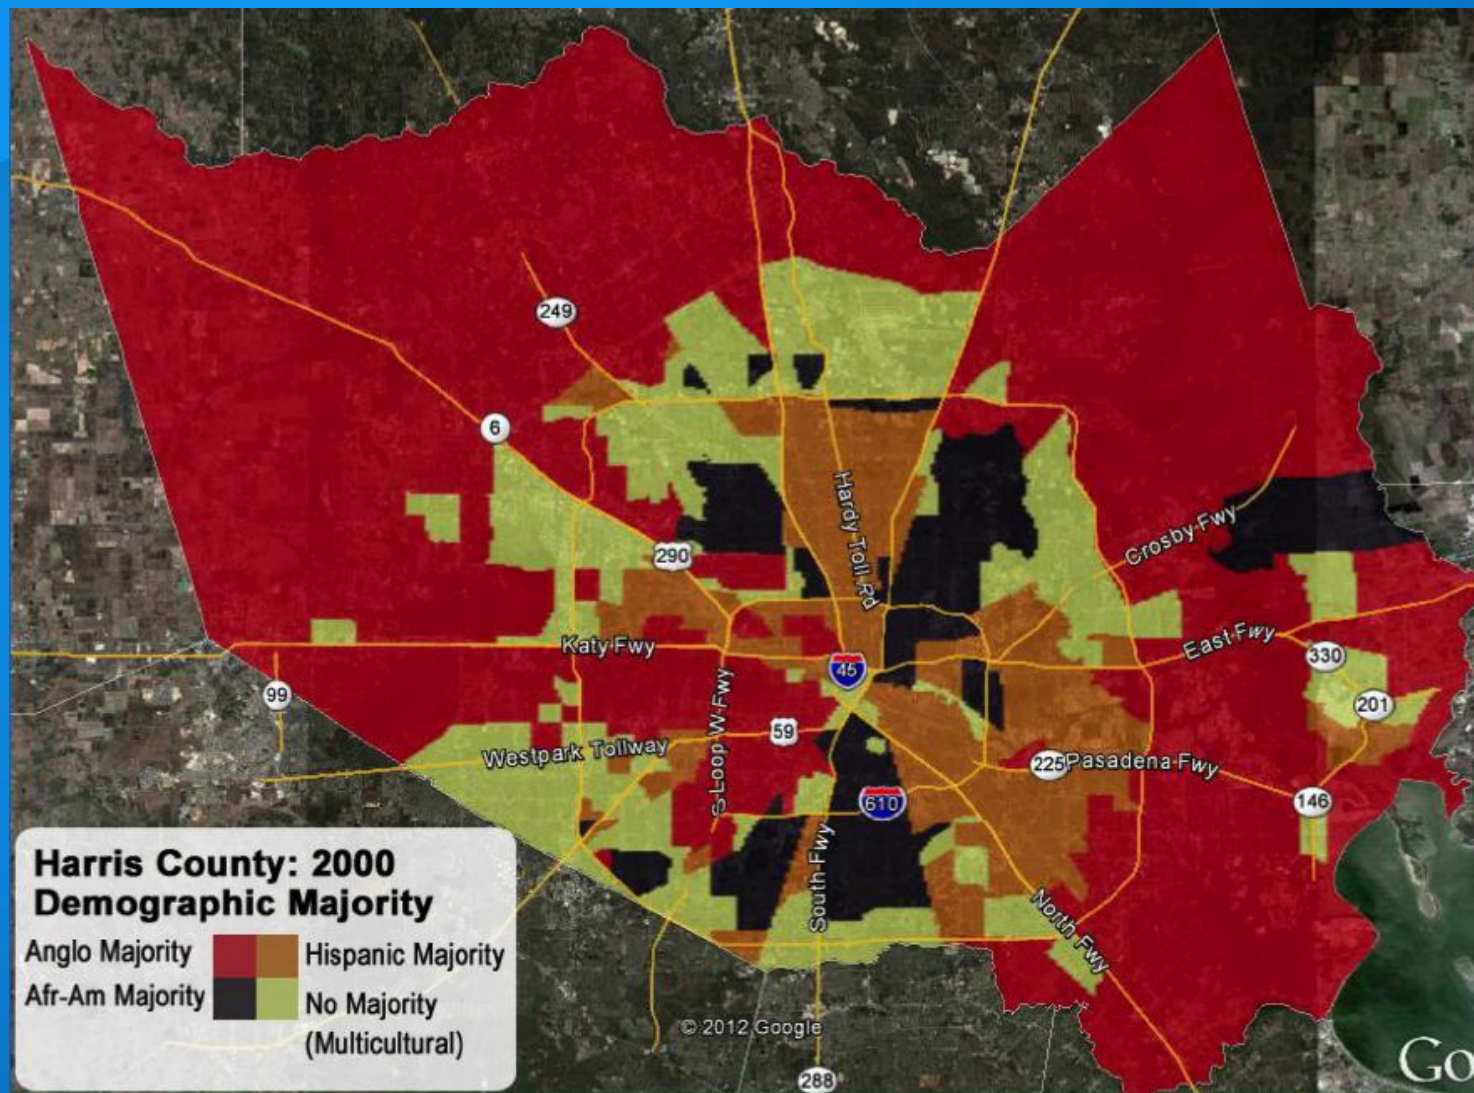 249
6
Hardy Toll Rd
290
Crosby Fwy
Katy Fwy
East Fwy
45
330
99
201
S Loop W Fwy
59
Westpark Tollway
225
Pasadena Fwy
610
146
South Fwy
North Fwy
Harris County: 2000
Demographic Majority
Anglo Majority
Hispanic Majority
Afr-Am Majority
No Majority
(Multicultural)
© 2012 Google
288
Go